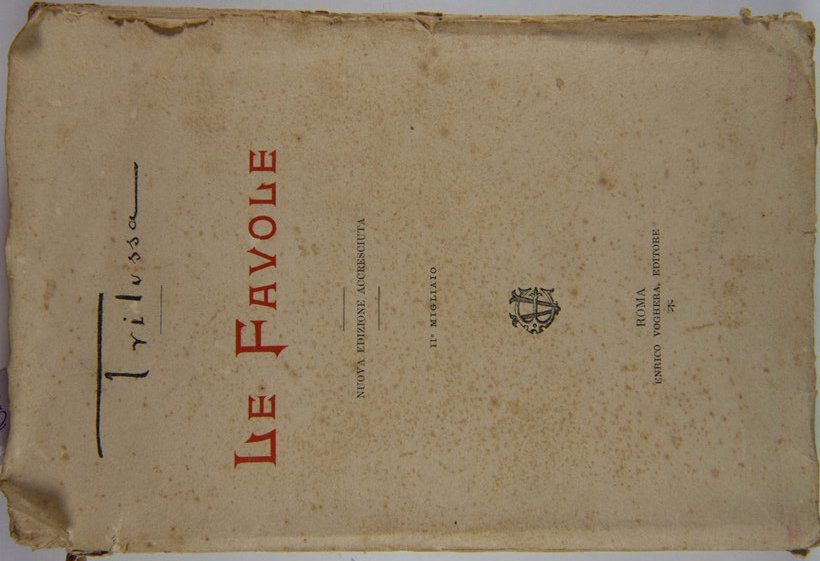 Trilussa
LE FAVOLE
NUOVA EDIZIONE ACCRESCIUTA
II° MIGLIAIO
ROMA
ENRICO VOGHERA, EDITORE